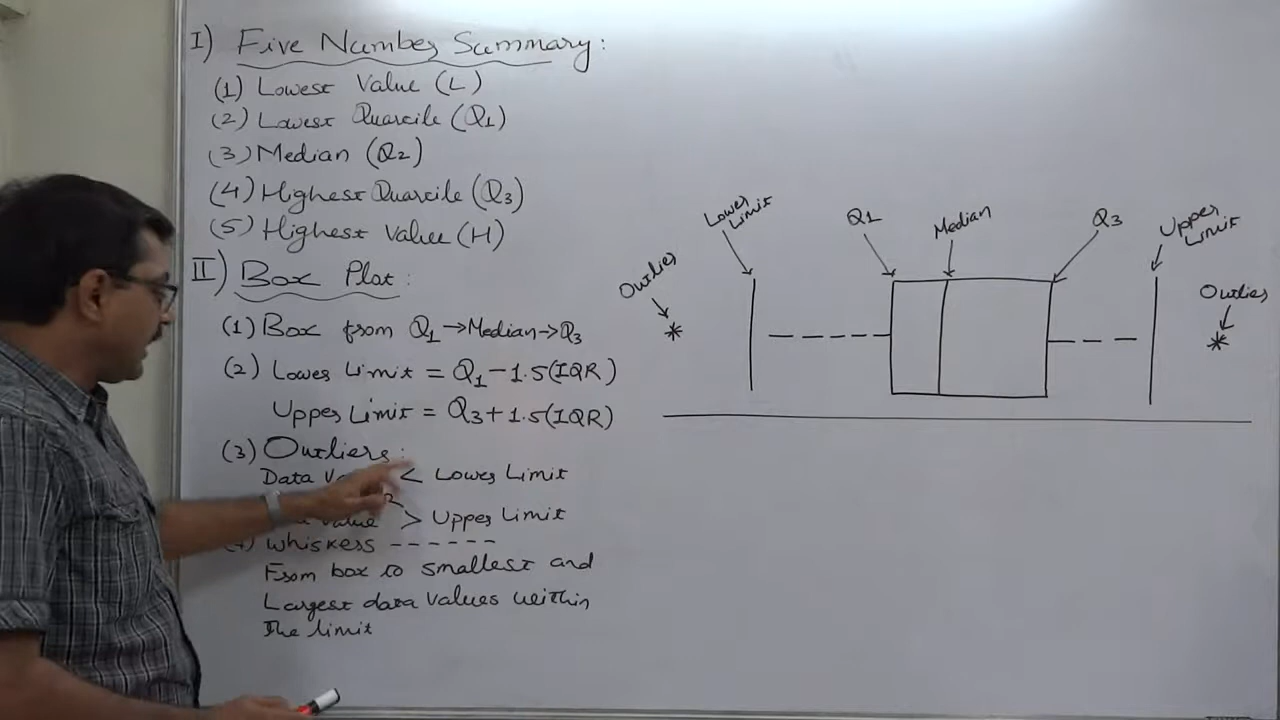 I) Five Number Summary:
(1) Lowest Value (L)
(2) Lowest Quartile (Q1)
(3) Median (Q2)
(4) Highest Quartile (Q3)
(5) Highest Value (H)
II) Box Plot:
(1) Box from Q1→Median→Q3
(2) Lower Limit = Q1-1.5(IQR)
Upper Limit = Q3+1.5(IQR)
(3) Outliers:
Data < Lower Limit
Value > Upper Limit
Whiskers ------
From box to smallest and
Largest data values within
The limit
Lower Limit
Q1
Median
Q3
Upper Limit
Outlier
*
Outlier
*